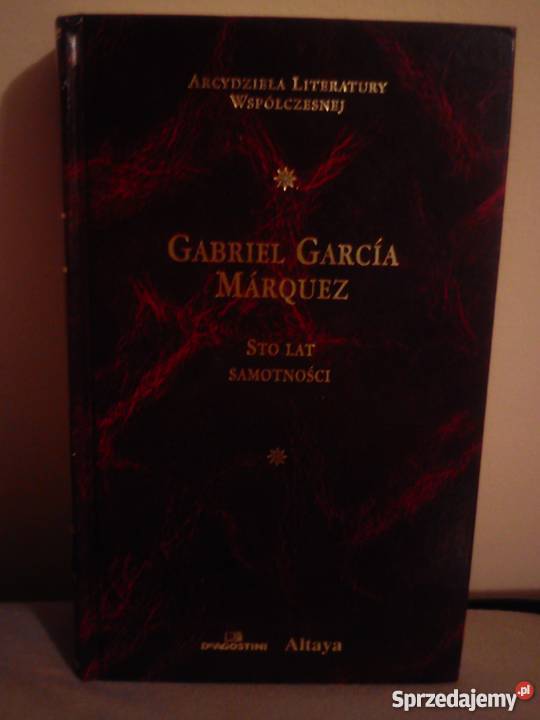 Arcydzieła Literatury
Współczesnej
Gabriel García
Márquez
Sto lat
samotności
DeAGOSTINI
Altaya
Sprzedajemy.pl